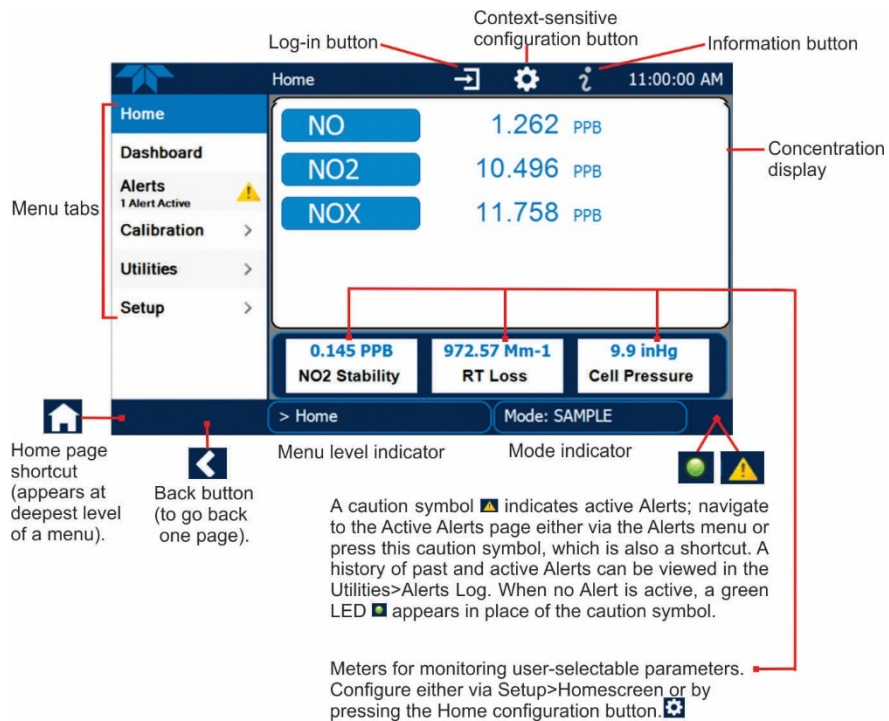 Context-sensitive
configuration button
Log-in button
Information button
Home
11:00:00 AM
Home
Dashboard
Alerts
1 Alert Active
Calibration >
Utilities >
Setup >
Menu tabs
NO 1.262 PPB
NO2 10.496 PPB
NOX 11.758 PPB
Concentration
display
0.145 PPB
NO2 Stability
972.57 Mm-1
RT Loss
9.9 inHg
Cell Pressure
> Home
Mode: SAMPLE
Home page
shortcut
(appears at
deepest level
of a menu).
Back button
(to go back
one page).
Menu level indicator
Mode indicator
A caution symbol indicates active Alerts; navigate
to the Active Alerts page either via the Alerts menu or
press this caution symbol, which is also a shortcut. A
history of past and active Alerts can be viewed in the
Utilities>Alerts Log. When no Alert is active, a green
LED appears in place of the caution symbol.
Meters for monitoring user-selectable parameters.
Configure either via Setup>Homescreen or by
pressing the Home configuration button.